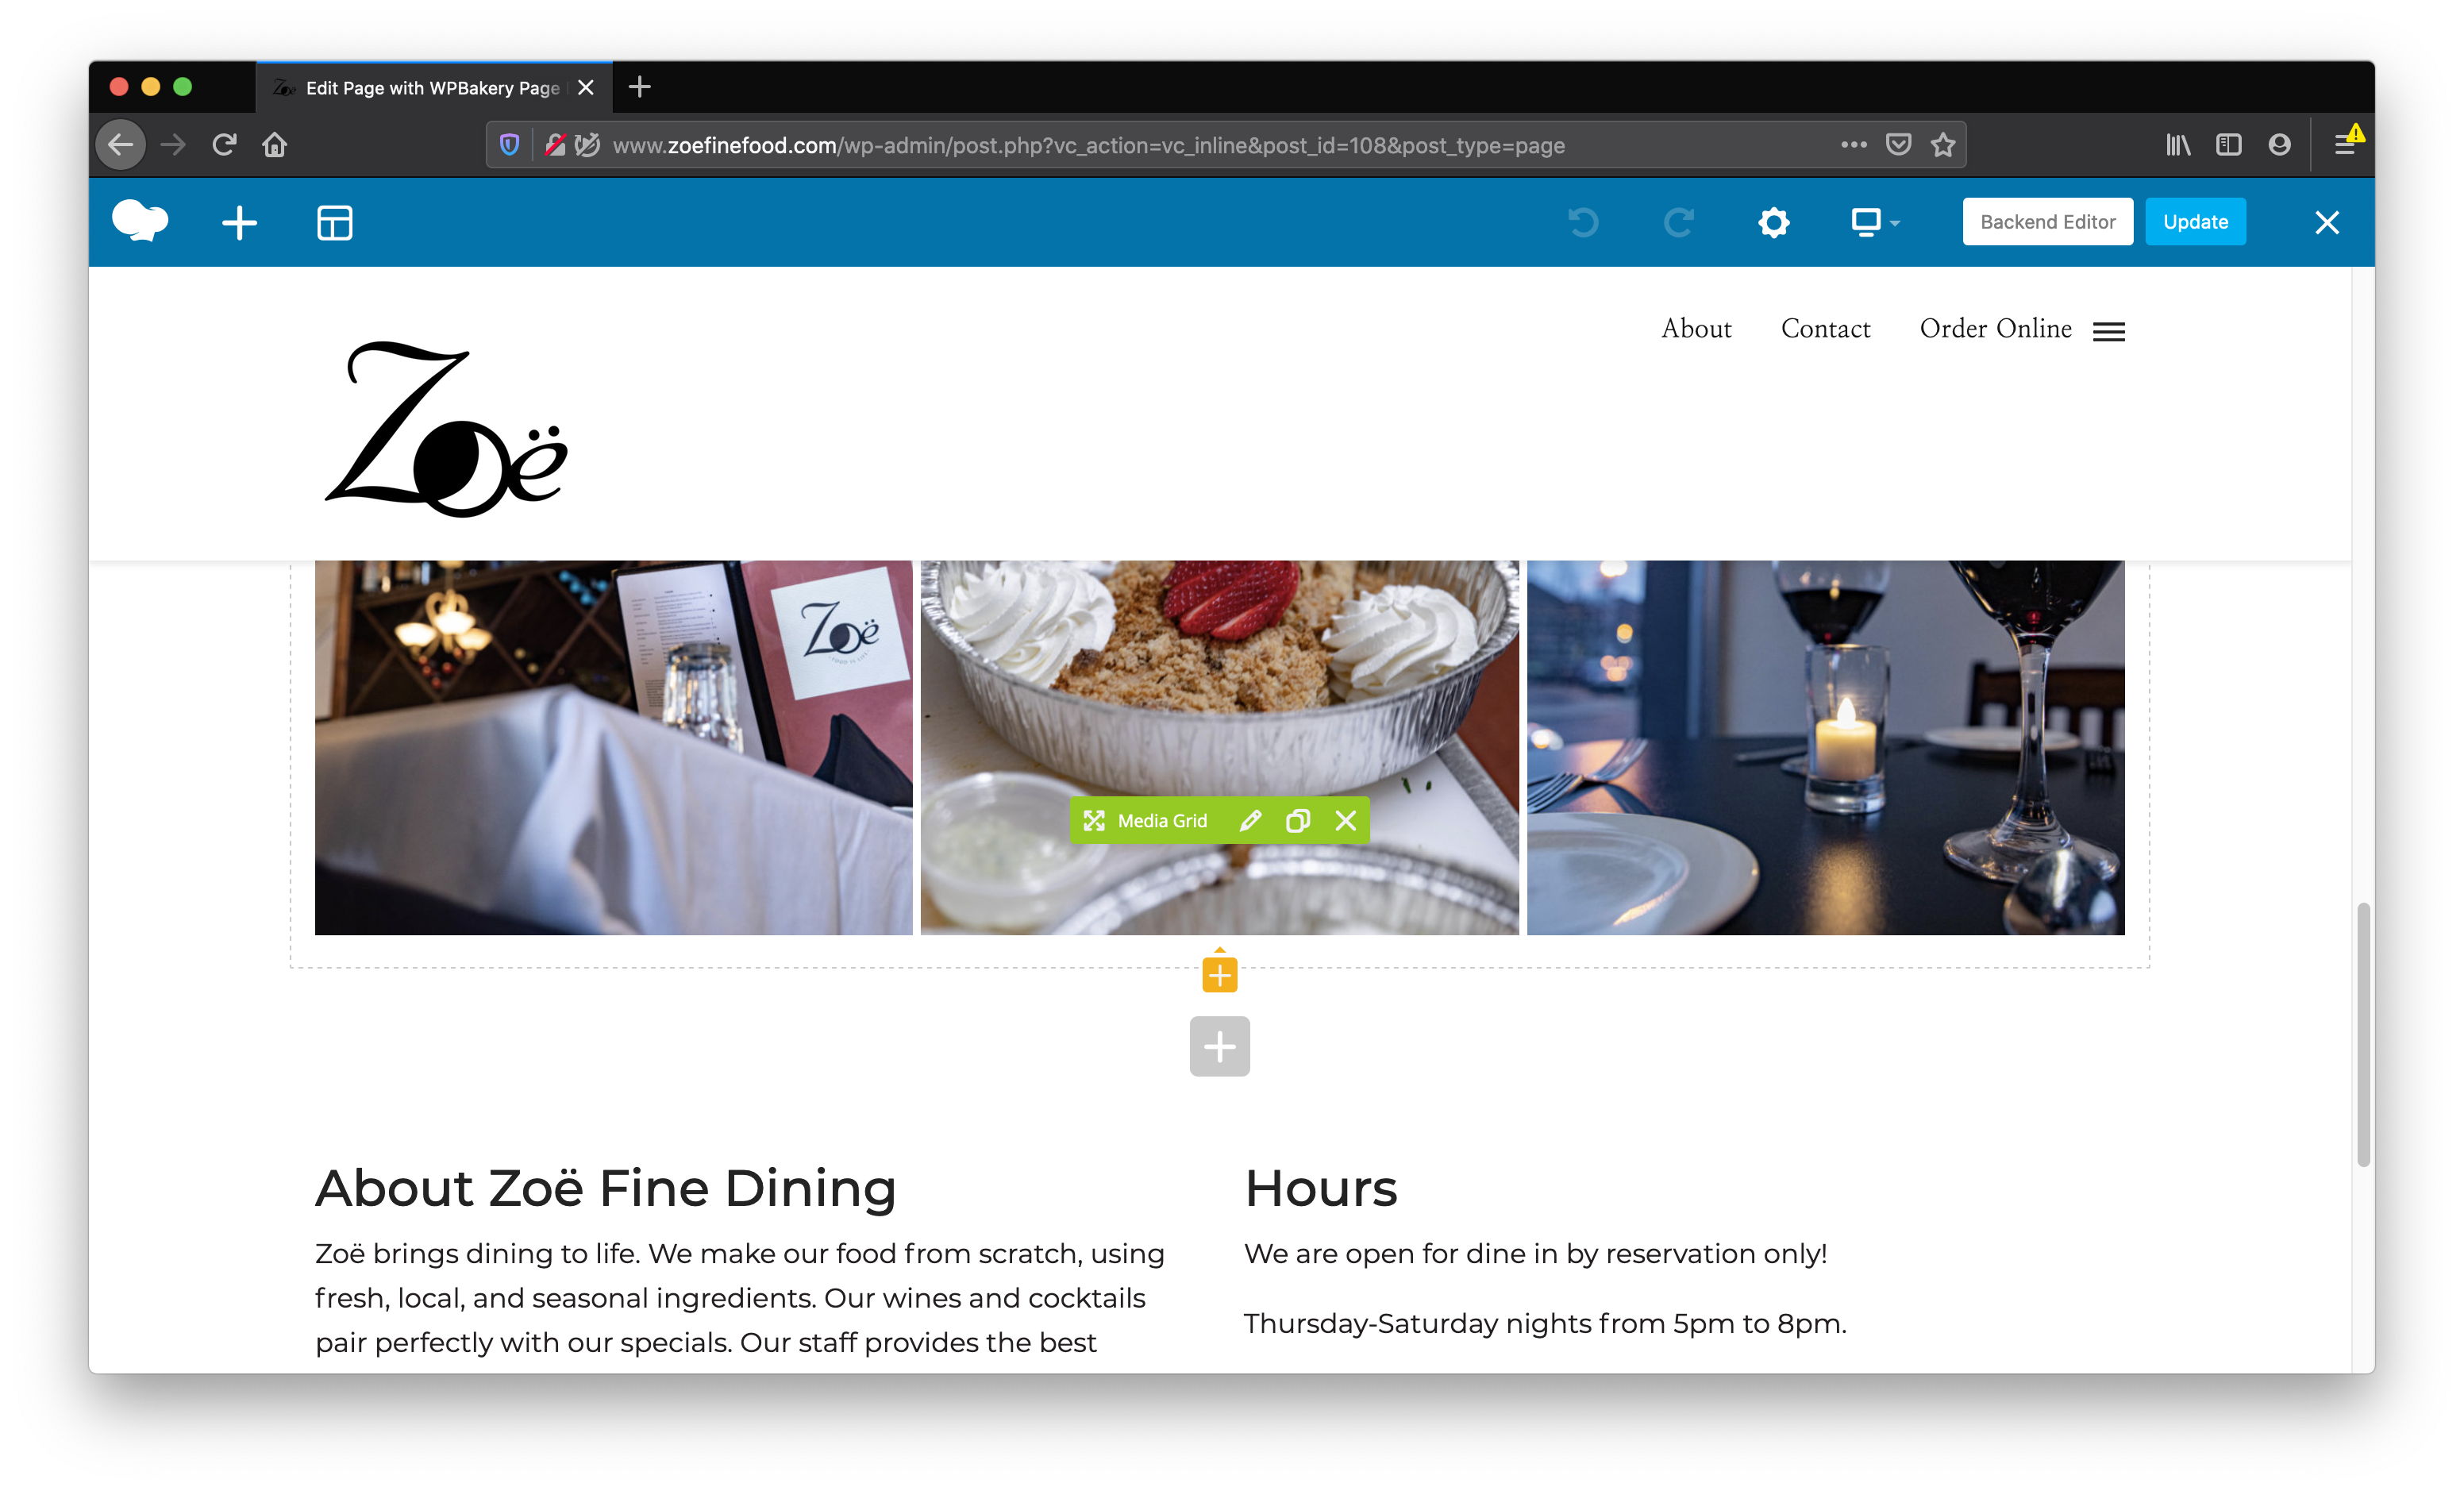 Edit Page with WPBakery Page
www.zoefinefood.com/wp-admin/post.php?vc_action=vc_inline&post_id=108&post_type=page
Backend Editor
Update
About
Contact
Order Online
Zoë
Zoë
Media Grid
About Zoë Fine Dining
Zoë brings dining to life. We make our food from scratch, using
fresh, local, and seasonal ingredients. Our wines and cocktails
pair perfectly with our specials. Our staff provides the best
Hours
We are open for dine in by reservation only!
Thursday-Saturday nights from 5pm to 8pm.